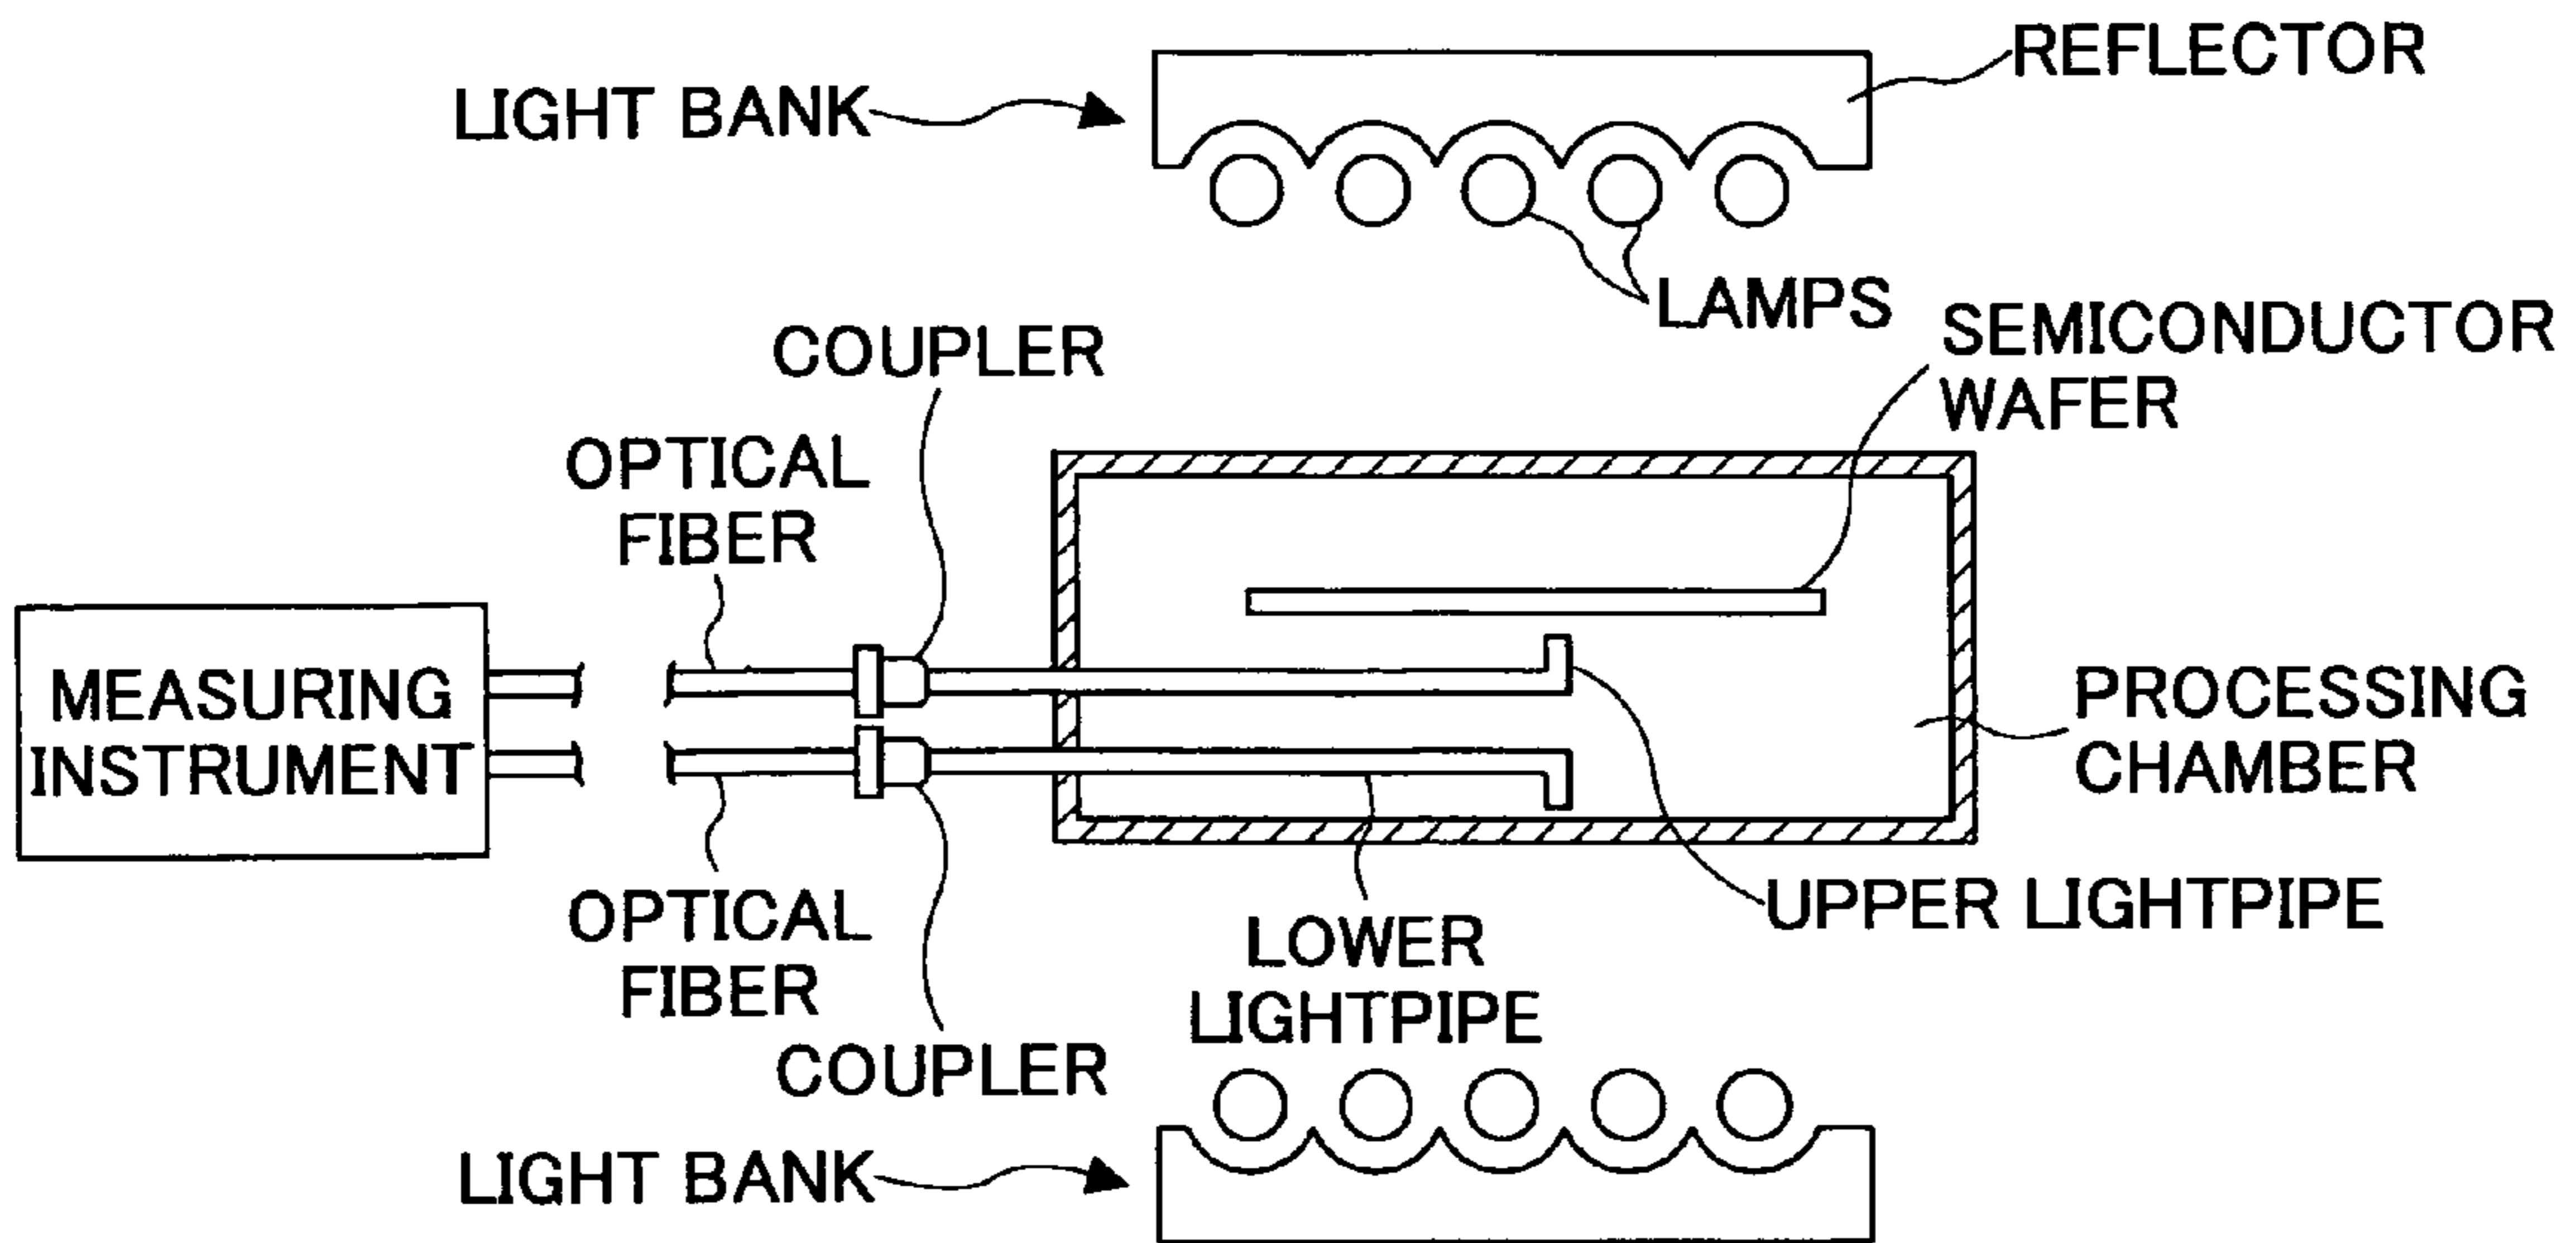 REFLECTOR
LIGHT BANK
LAMPS
SEMICONDUCTOR
WAFER
COUPLER
OPTICAL
FIBER
MEASURING
INSTRUMENT
PROCESSING
CHAMBER
UPPER LIGHTPIPE
OPTICAL
FIBER
LOWER
LIGHTPIPE
COUPLER
LIGHT BANK